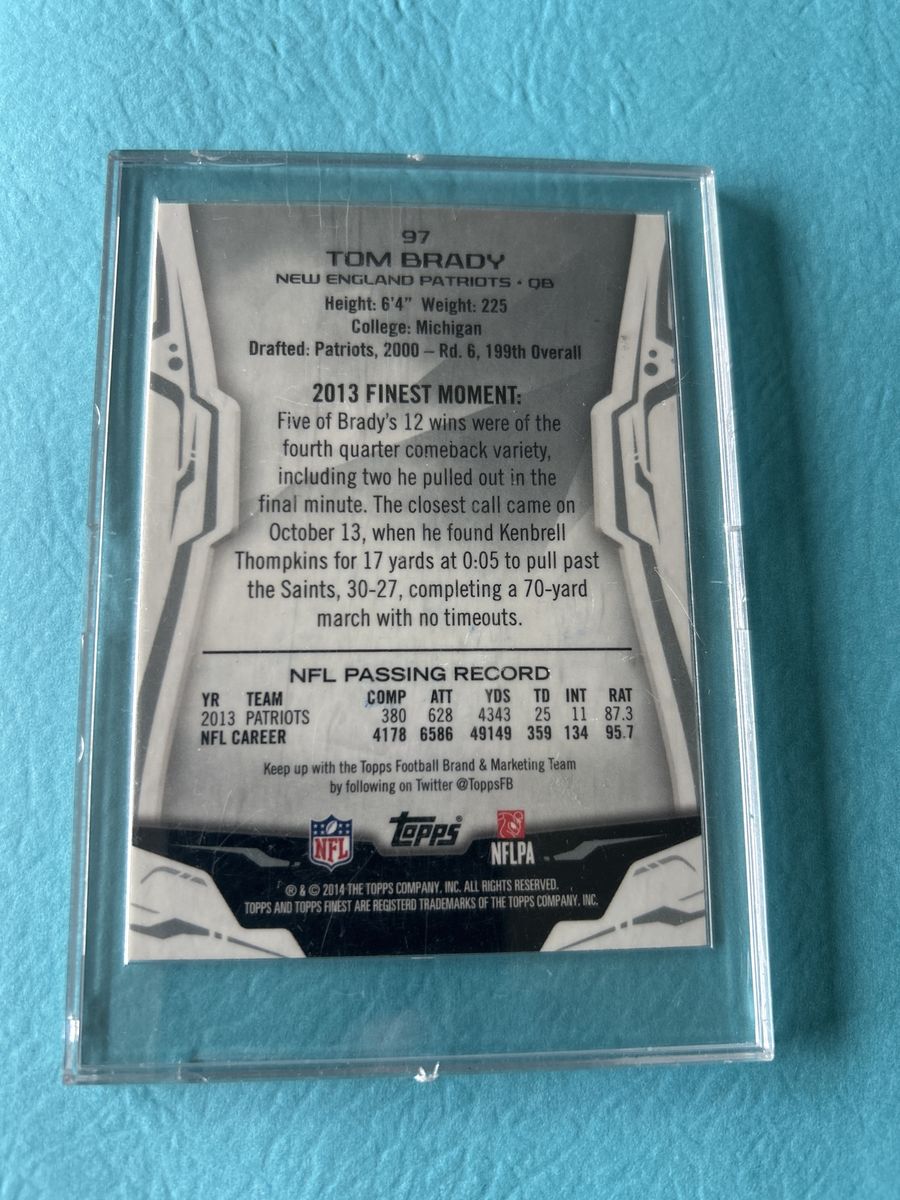 97
TOM BRADY
NEW ENGLAND PATRIOTS • QB
Height: 6'4" Weight: 225
College: Michigan
Drafted: Patriots, 2000 – Rd. 6, 199th Overall
2013 FINEST MOMENT:
Five of Brady's 12 wins were of the
fourth quarter comeback variety,
including two he pulled out in the
final minute. The closest call came on
October 13, when he found Kenbrell
Thompkins for 17 yards at 0:05 to pull past
the Saints, 30-27, completing a 70-yard
march with no timeouts.
NFL PASSING RECORD
YR TEAM COMP ATT YDS TD INT RAT
2013 PATRIOTS 380 628 4343 25 11 87.3
NFL CAREER 4178 6586 49149 359 134 95.7
Keep up with the Topps Football Brand & Marketing Team
by following on Twitter @ToppsFB
NFL Topps® NFLPA
® & © 2014 THE TOPPS COMPANY, INC. ALL RIGHTS RESERVED.
TOPPS AND TOPPS FINEST ARE REGISTERD TRADEMARKS OF THE TOPPS COMPANY, INC.